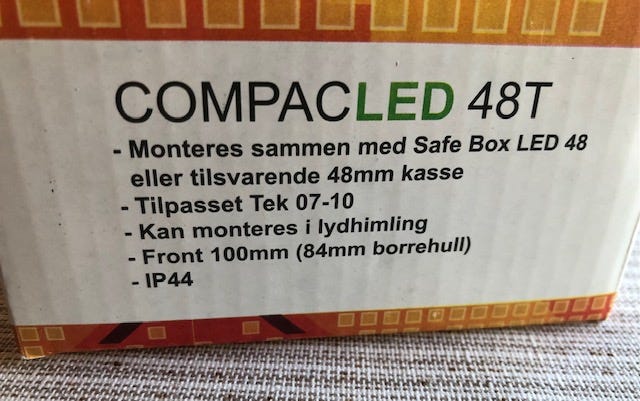 COMPACLED 48T
- Monteres sammen med Safe Box LED 48
eller tilsvarende 48mm kasse
- Tilpasset Tek 07-10
- Kan monteres i lydhimling
- Front 100mm (84mm borrehull)
- IP44